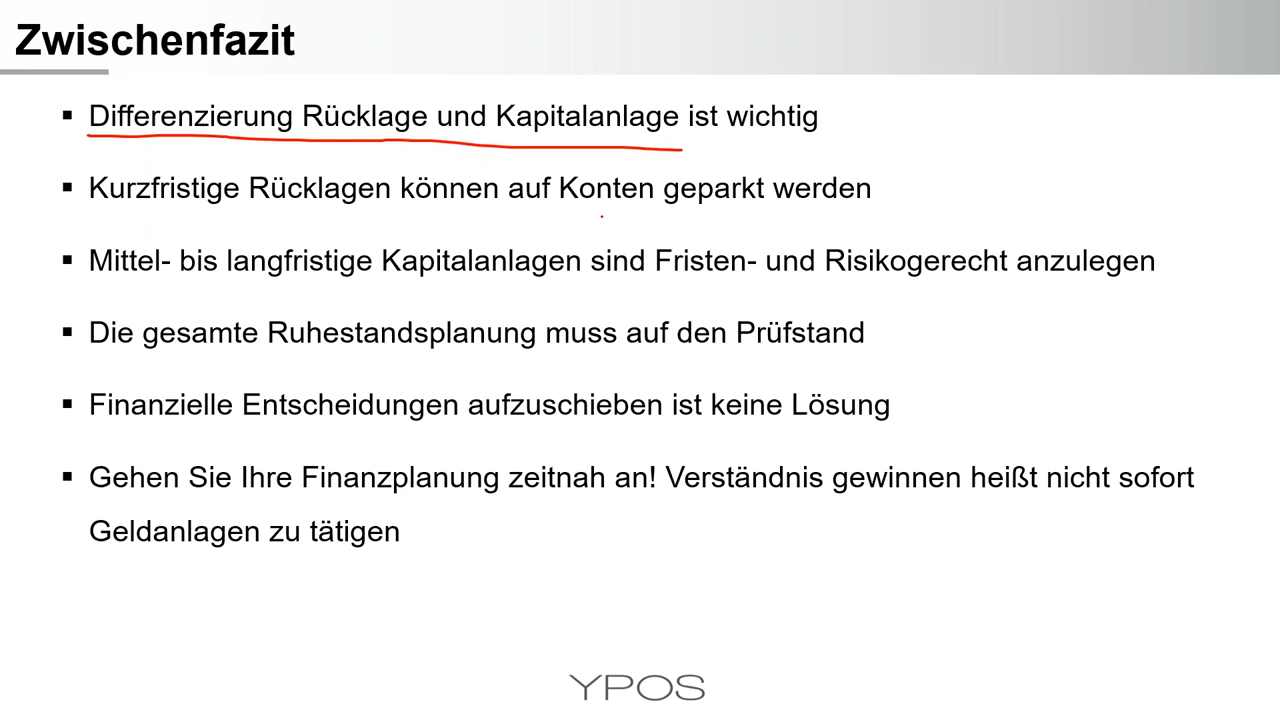 Zwischenfazit
▪ Differenzierung Rücklage und Kapitalanlage ist wichtig
▪ Kurzfristige Rücklagen können auf Konten geparkt werden
▪ Mittel- bis langfristige Kapitalanlagen sind Fristen- und Risikogerecht anzulegen
▪ Die gesamte Ruhestandsplanung muss auf den Prüfstand
▪ Finanzielle Entscheidungen aufzuschieben ist keine Lösung
▪ Gehen Sie Ihre Finanzplanung zeitnah an! Verständnis gewinnen heißt nicht sofort
Geldanlagen zu tätigen
YPOS